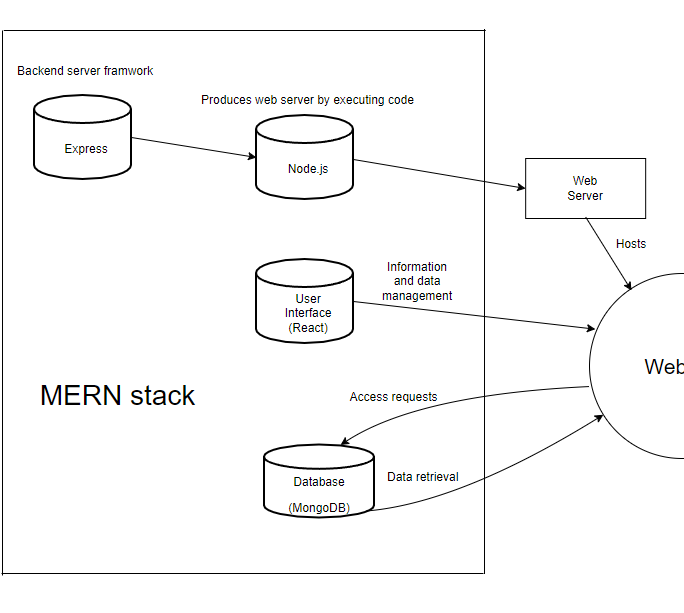 Backend server framwork
Produces web server by executing code
Express
Node.js
Web
Server
Hosts
Information
and data
management
User
Interface
(React)
Web
MERN stack
Access requests
Database
(MongoDB)
Data retrieval